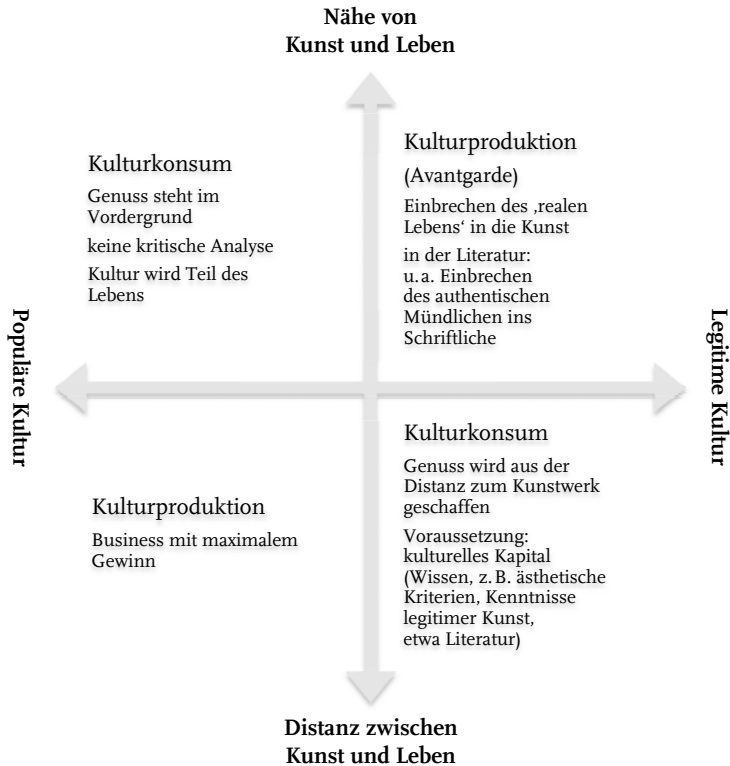 Nähe von
Kunst und Leben
Kulturkonsum
Genuss steht im
Vordergrund
keine kritische Analyse
Kultur wird Teil des
Lebens
Kulturproduktion
(Avantgarde)
Einbrechen des ‚realen
Lebens‘ in die Kunst
in der Literatur:
u. a. Einbrechen
des authentischen
Mündlichen ins
Schriftliche
Populäre Kultur
Legitime Kultur
Kulturproduktion
Business mit maximalem
Gewinn
Kulturkonsum
Genuss wird aus der
Distanz zum Kunstwerk
geschaffen
Voraussetzung:
kulturelles Kapital
(Wissen, z. B. ästhetische
Kriterien, Kenntnisse
legitimer Kunst,
etwa Literatur)
Distanz zwischen
Kunst und Leben